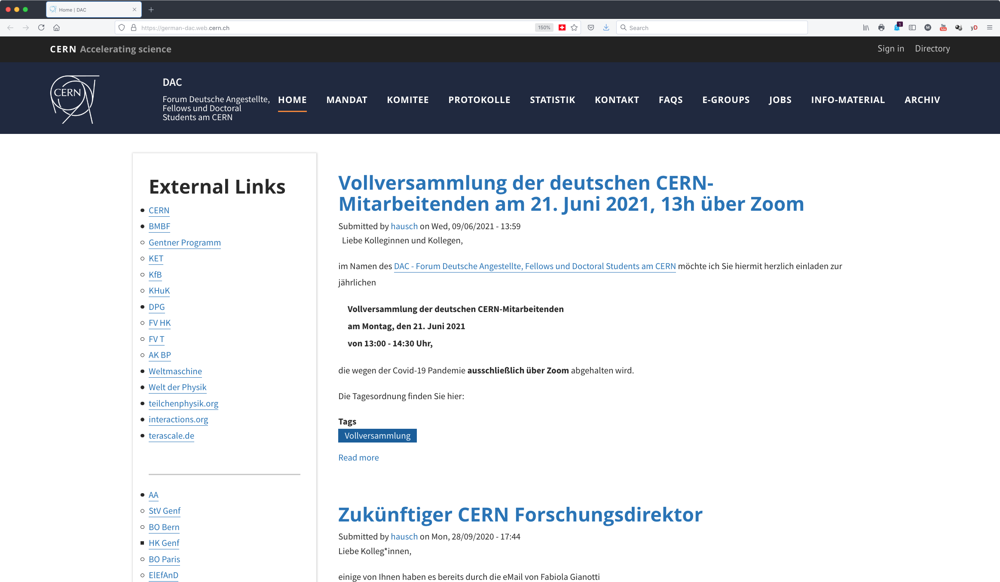 Home | DAC
https://german-dac.web.cern.ch
150%
Search
1
M
You
Tube
yD
CERN Accelerating science
Sign in
Directory
CERN
DAC
Forum Deutsche Angestellte,
Fellows und Doctoral
Students am CERN
HOME
MANDAT
KOMITEE
PROTOKOLLE
STATISTIK
KONTAKT
FAQS
E-GROUPS
JOBS
INFO-MATERIAL
ARCHIV
External Links
CERN
BMBF
Gentner Programm
KET
KfB
KHuK
DPG
FV HK
FV T
AK BP
Weltmaschine
Welt der Physik
teilchenphysik.org
interactions.org
terascale.de
AA
StV Genf
BO Bern
HK Genf
BO Paris
ElEfAnD
Vollversammlung der deutschen CERN-
Mitarbeitenden am 21. Juni 2021, 13h über Zoom
Submitted by hausch on Wed, 09/06/2021 - 13:59
Liebe Kolleginnen und Kollegen,
im Namen des DAC - Forum Deutsche Angestellte, Fellows und Doctoral Students am CERN möchte ich Sie hiermit herzlich einladen zur
jährlichen
Vollversammlung der deutschen CERN-Mitarbeitenden
am Montag, den 21. Juni 2021
von 13:00 - 14:30 Uhr,
die wegen der Covid-19 Pandemie ausschließlich über Zoom abgehalten wird.
Die Tagesordnung finden Sie hier:
Tags
Vollversammlung
Read more
Zukünftiger CERN Forschungsdirektor
Submitted by hausch on Mon, 28/09/2020 - 17:44
Liebe Kolleg*innen,
einige von Ihnen haben es bereits durch die eMail von Fabiola Gianotti